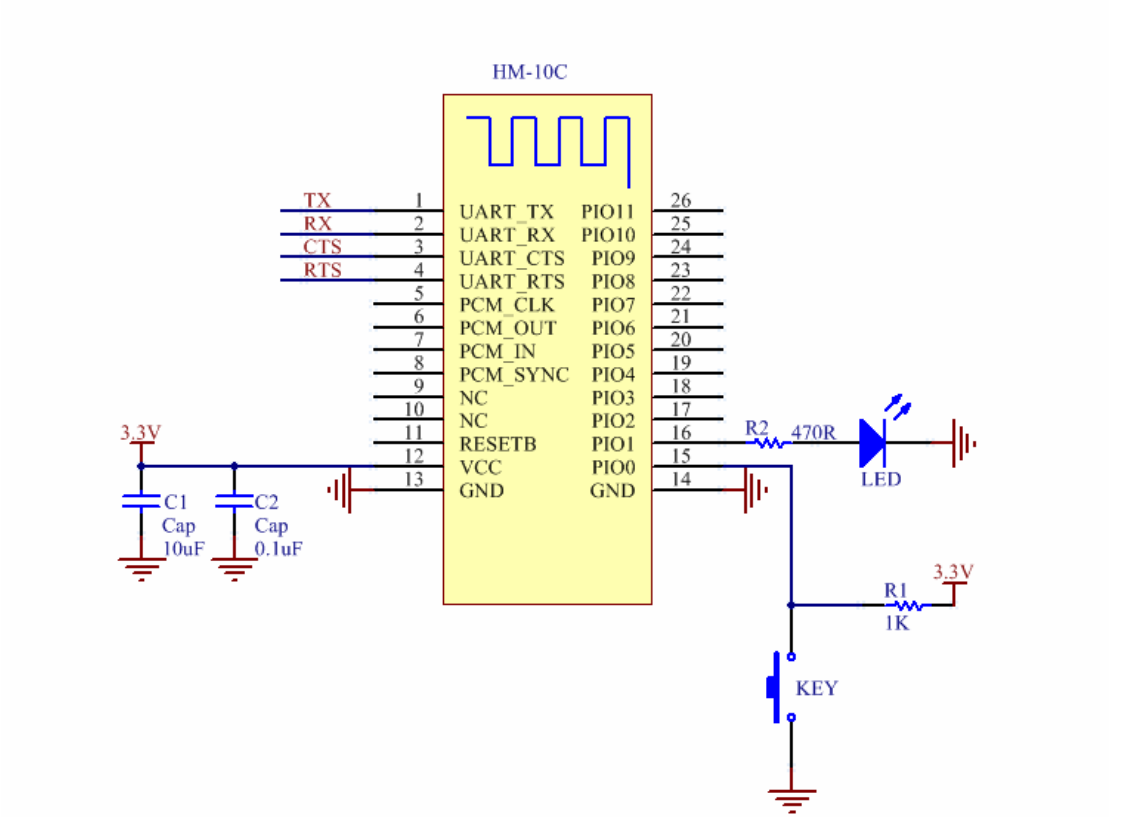 HM-10C
TX 1 UART_TX PIO11 26
RX 2 UART_RX PIO10 25
CTS 3 UART_CTS PIO9 24
RTS 4 UART_RTS PIO8 23
5 PCM_CLK PIO7 22
6 PCM_OUT PIO6 21
7 PCM_IN PIO5 20
8 PCM_SYNC PIO4 19
9 NC PIO3 18
10 NC PIO2 17
11 RESETB PIO1 16 R2 470R
3.3V 12 VCC PIO0 15
LED
13 GND GND 14
C1 C2
Cap Cap
10uF 0.1uF
3.3V
R1
1K
KEY